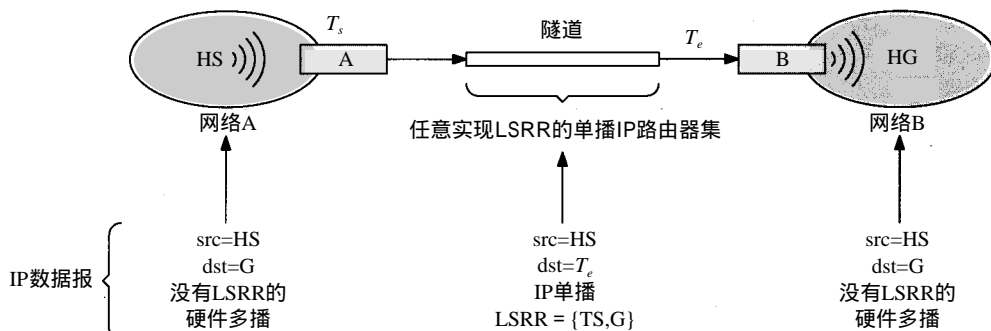 T_s
隧道
T_e
HS
A
B
HG
网络A
任意实现LSRR的单播IP路由器集
网络B
IP数据报
src=HS
dst=G
没有LSRR的
硬件多播
src=HS
dst=T_e
IP单播
LSRR = {TS,G}
src=HS
dst=G
没有LSRR的
硬件多播